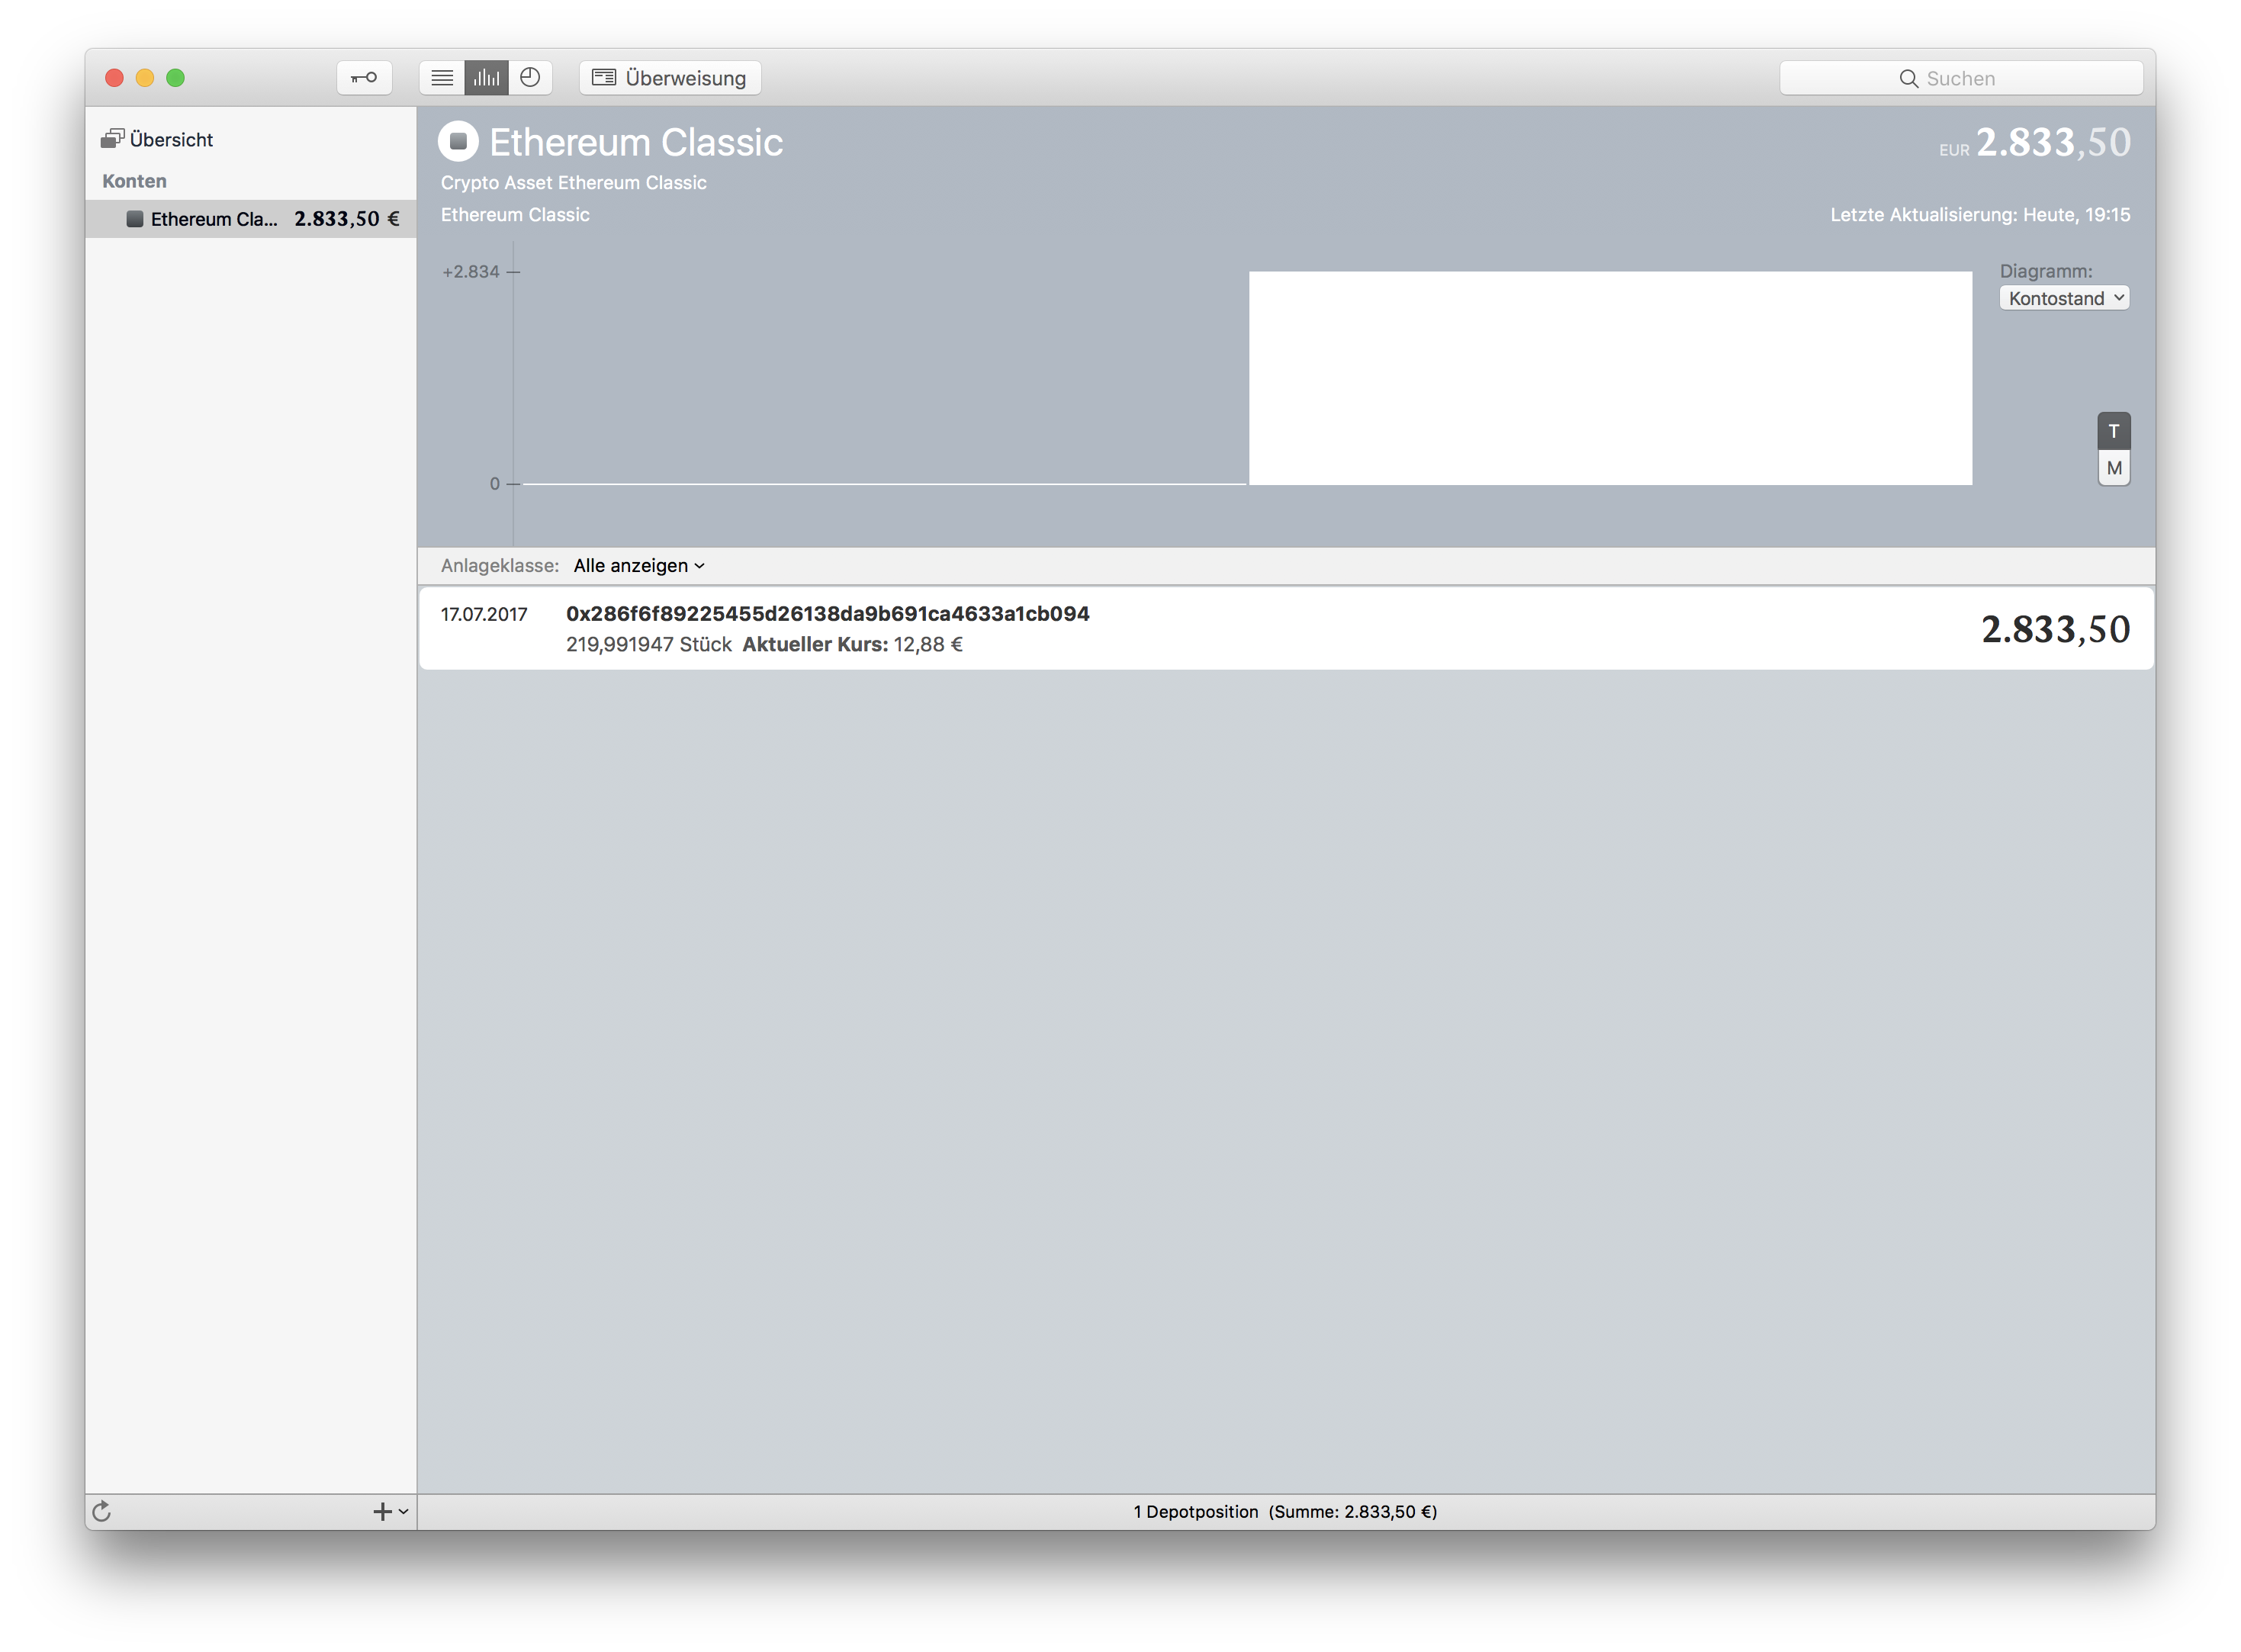 Überweisung
Suchen
Übersicht
Konten
Ethereum Cla... 2.833,50 €
Ethereum Classic
EUR 2.833,50
Crypto Asset Ethereum Classic
Ethereum Classic
Letzte Aktualisierung: Heute, 19:15
+2.834
0
Diagramm:
Kontostand
T
M
Anlageklasse: Alle anzeigen
17.07.2017 0x286f6f89225455d26138da9b691ca4633a1cb094
219,991947 Stück Aktueller Kurs: 12,88 €
2.833,50
1 Depotposition (Summe: 2.833,50 €)